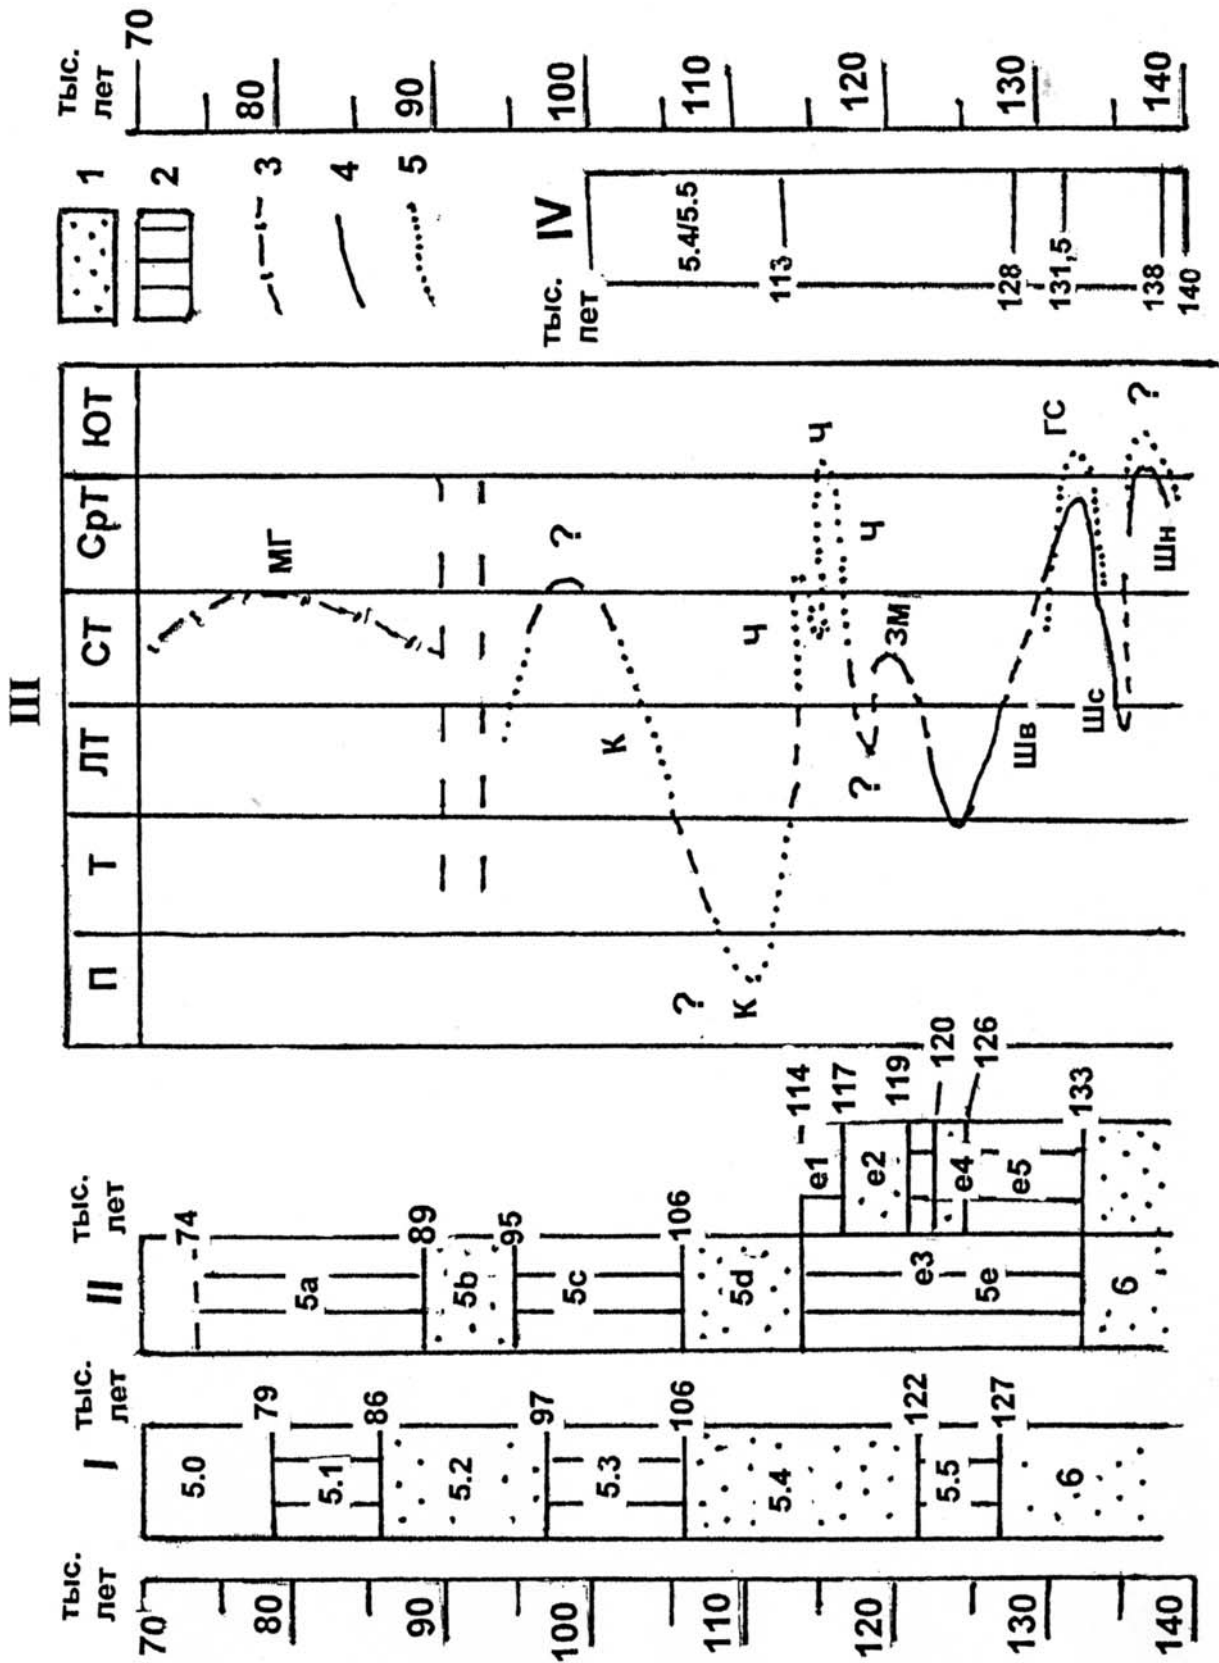 тыс.
лет
70
80
90
100
110
120
130
140
I
тыс.
лет
5.0
79
5.1
86
5.2
97
5.3
106
5.4
122
5.5
127
6
II
тыс.
лет
74
5a
89
5b
95
5c
106
5d
114
e1
117
e2
119
120
e3
e4
126
e5
5e
133
6
III
П
Т
ЛТ
СТ
СрТ
ЮТ
МГ
?
К
?
К
Ч
Ч
Ч
?
ЗМ
Шв
ГС
Шс
?
Шн
1
2
3
4
5
IV
тыс.
лет
5.4/5.5
113
128
131,5
138
140
тыс.
лет
70
80
90
100
110
120
130
140